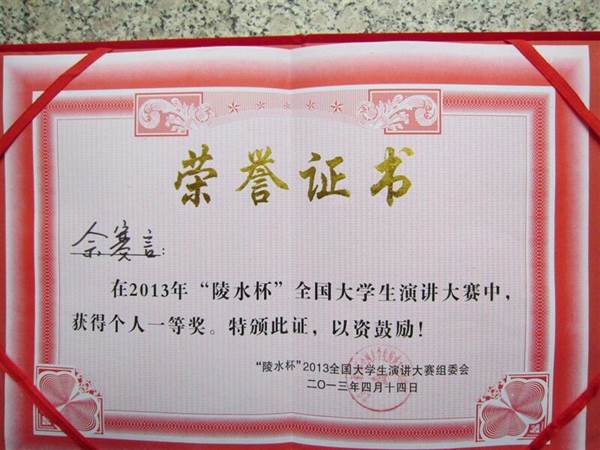 荣誉证书
佘赛言:
在2013年“陵水杯”全国大学生演讲大赛中,
获得个人一等奖。特颁此证,以资鼓励!
“陵水杯”2013全国大学生演讲大赛组委会
二〇一三年四月十四日